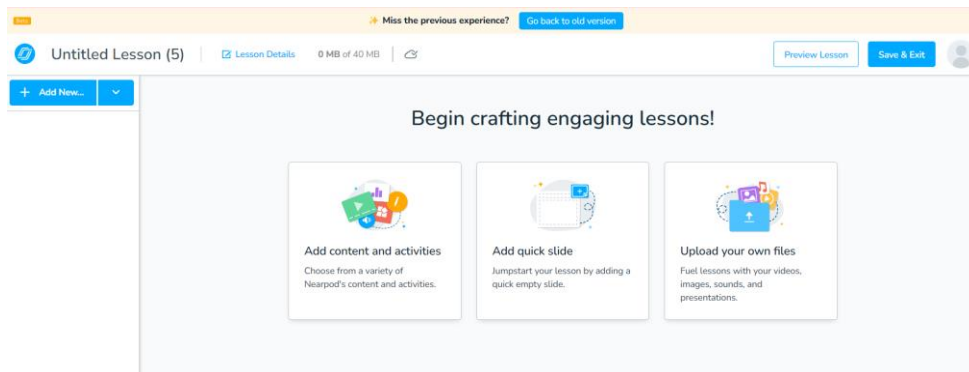 Beta
✨ Miss the previous experience? Go back to old version
Untitled Lesson (5) Lesson Details 0 MB of 40 MB Preview Lesson Save & Exit
+ Add New...
Begin crafting engaging lessons!
Add content and activities
Choose from a variety of
Nearpod's content and activities.
Add quick slide
Jumpstart your lesson by adding a
quick empty slide.
Upload your own files
Fuel lessons with your videos,
images, sounds, and
presentations.